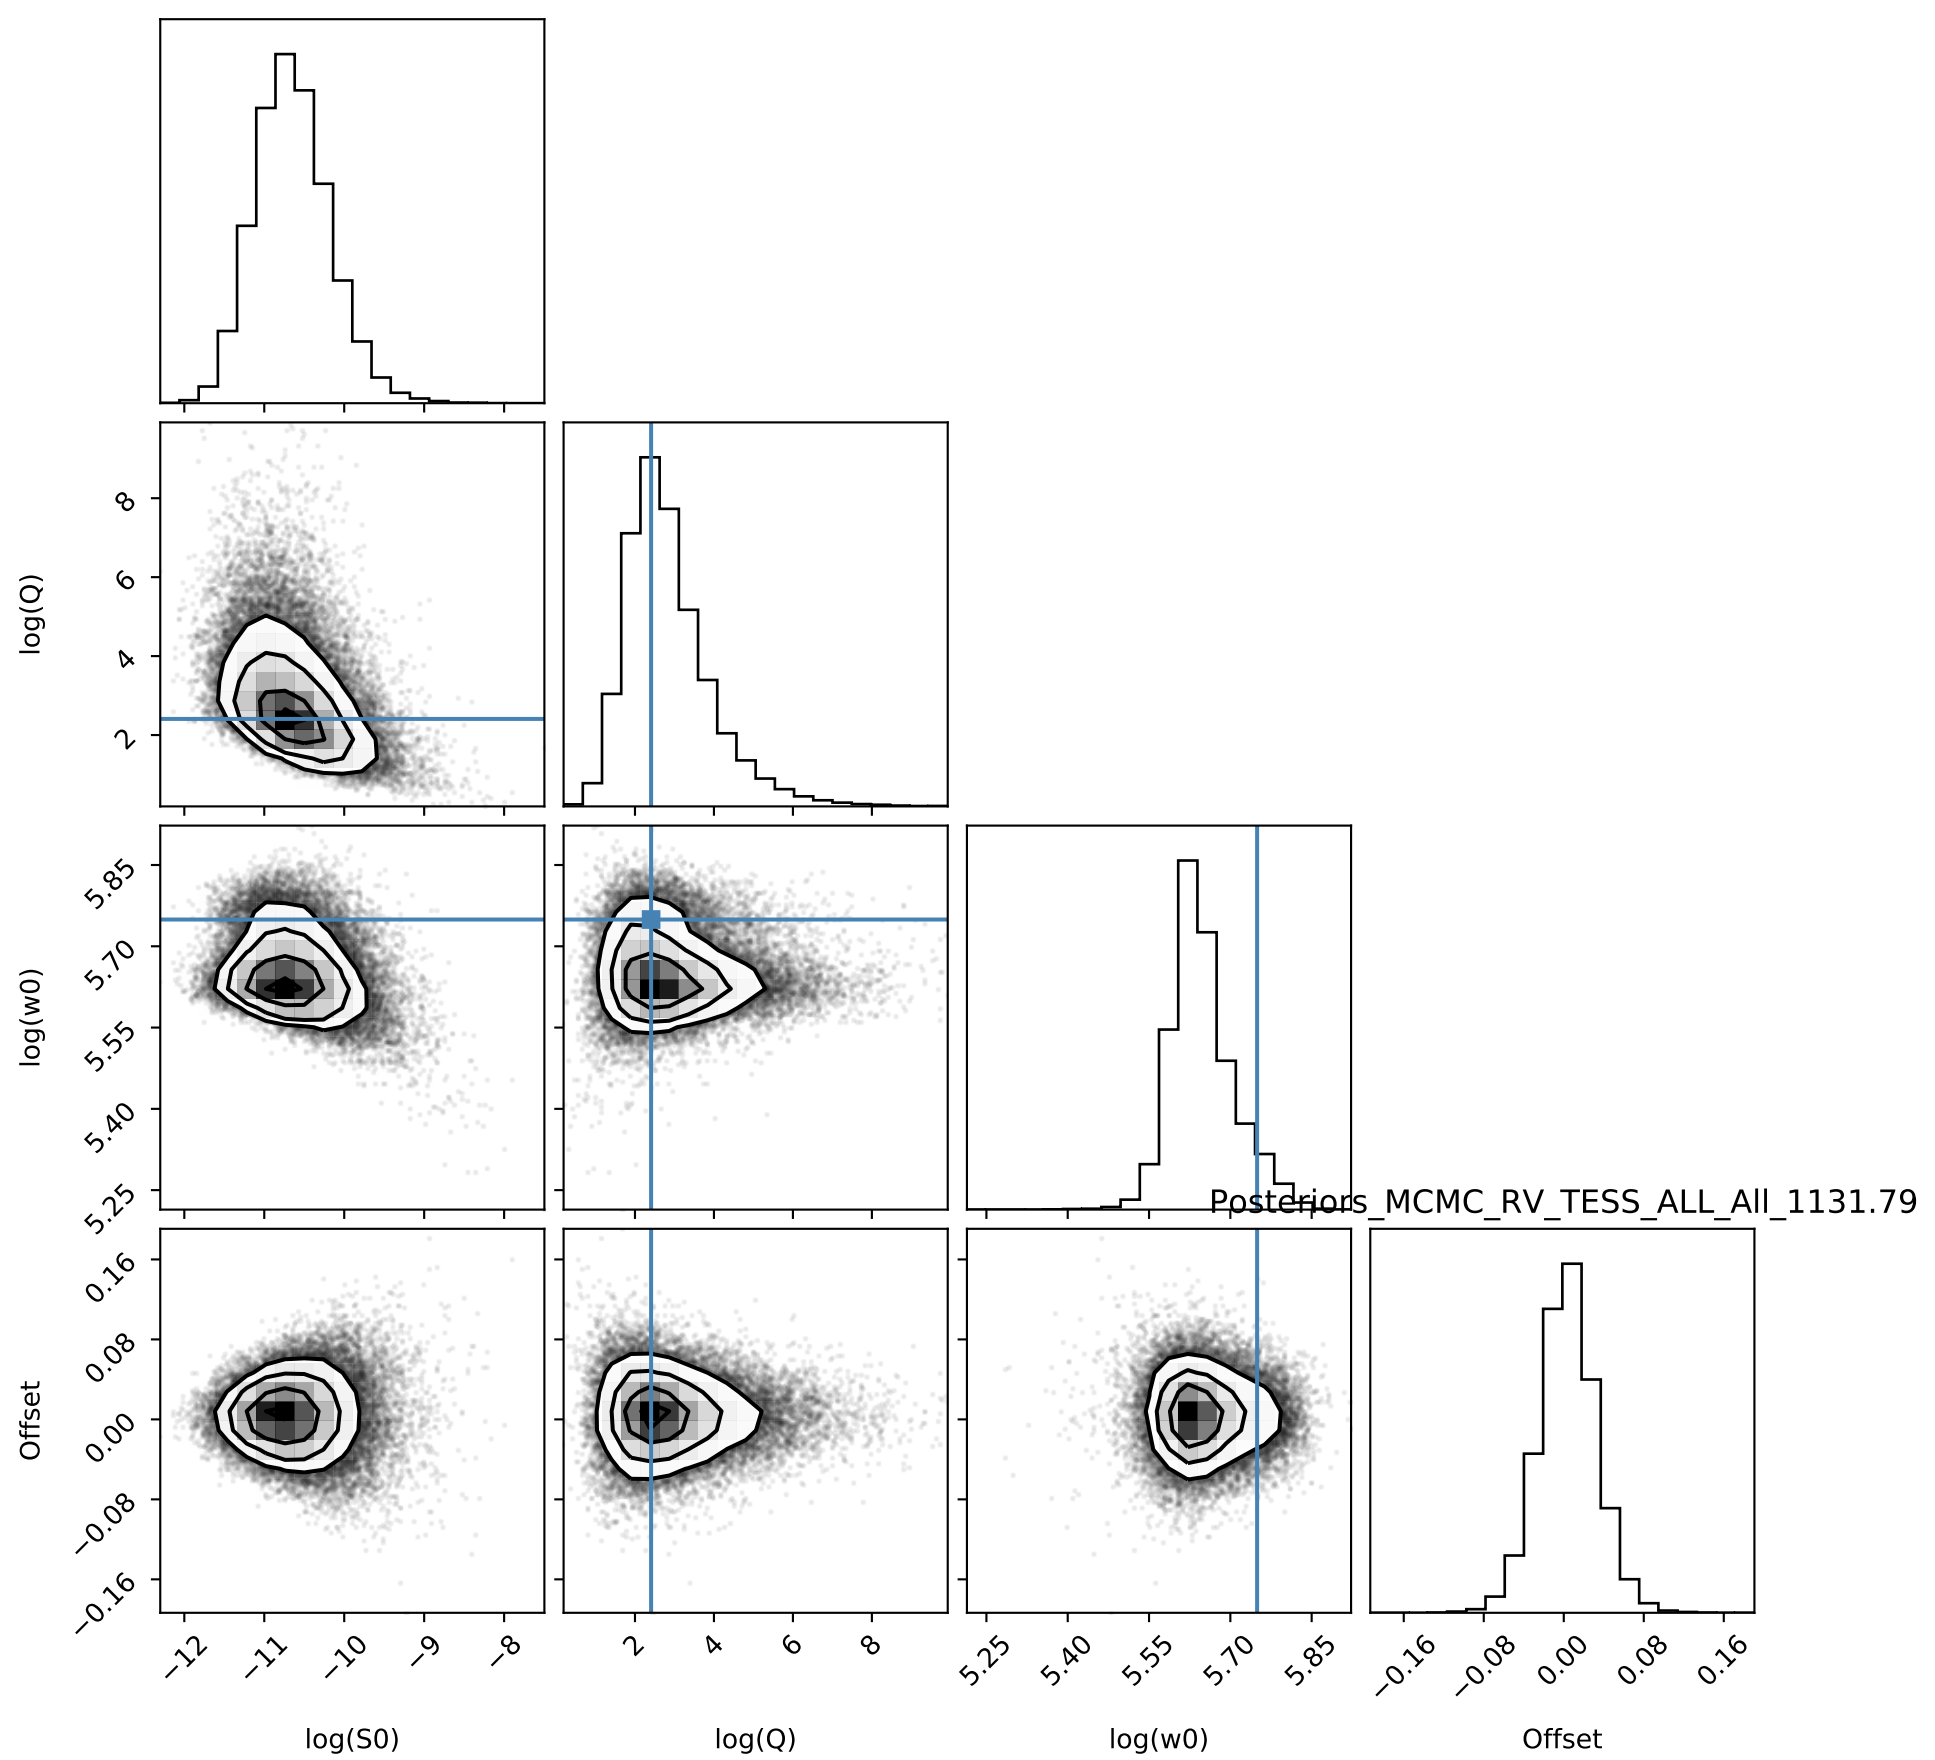 log(Q)
8
6
4
2
log(w0)
5.85
5.70
5.55
5.40
5.25
Posteriors_MCMC_RV_TESS_ALL_All_1131.79
Offset
0.16
0.08
0.00
−0.08
−0.16
−12 −11 −10 −9 −8 2 4 6 8 5.25 5.40 5.55 5.70 5.85 −0.16 −0.08 0.00 0.08 0.16
log(S0) log(Q) log(w0) Offset